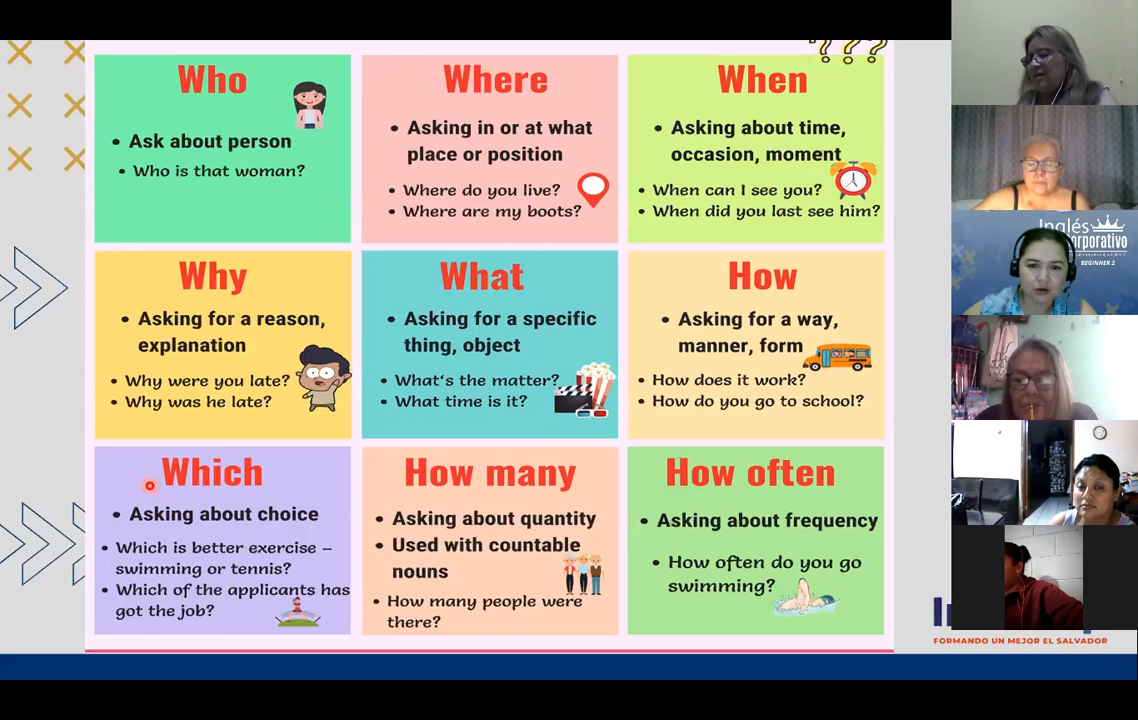 ???
Who
Ask about person
Who is that woman?
Where
Asking in or at what
place or position
Where do you live?
Where are my boots?
When
Asking about time,
occasion, moment
When can I see you?
When did you last see him?
Why
Asking for a reason,
explanation
Why were you late?
Why was he late?
What
Asking for a specific
thing, object
What's the matter?
What time is it?
How
Asking for a way,
manner, form
How does it work?
How do you go to school?
Which
Asking about choice
Which is better exercise –
swimming or tennis?
Which of the applicants has
got the job?
How many
Asking about quantity
Used with countable
nouns
How many people were
there?
How often
Asking about frequency
How often do you go
swimming?
Inglés
BEGINNER 2
FORMANDO UN MEJOR EL SALVADOR